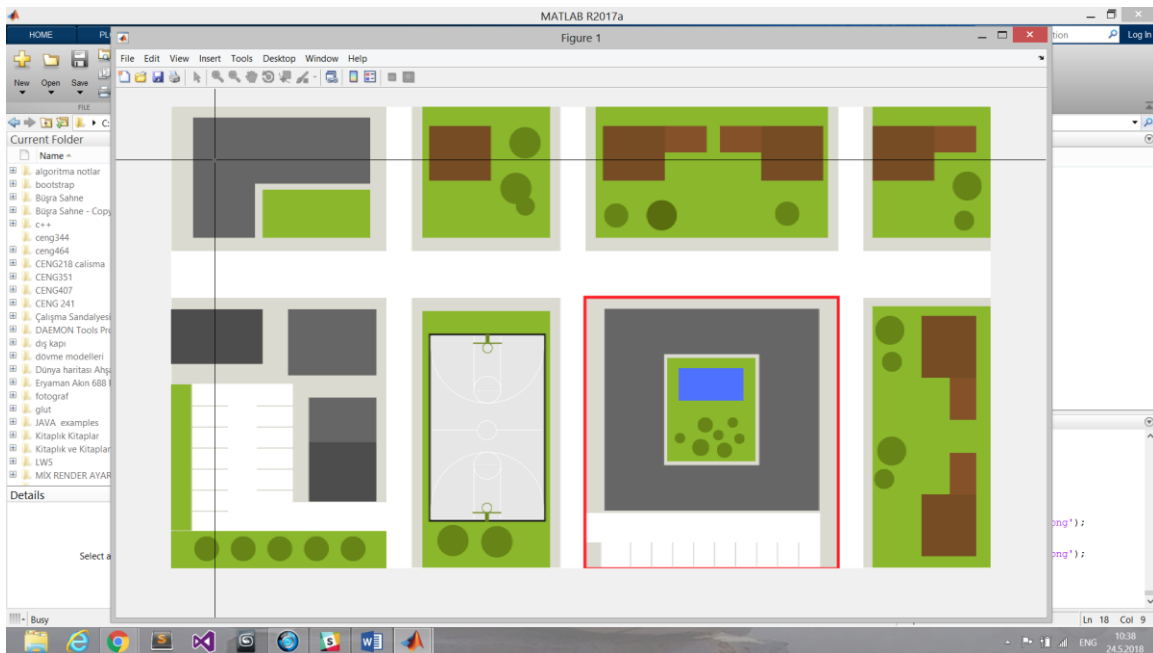 MATLAB R2017a
HOME
PL
Figure 1
tion
Log In
File Edit View Insert Tools Desktop Window Help
New Open Save
FILE
C:
Current Folder
Name
algoritma notlar
bootstrap
Büşra Sahne
Büşra Sahne - Copy
c++
ceng344
ceng464
CENG218 calisma
CENG351
CENG407
CENG 241
Çalışma Sandalyesi
DAEMON Tools Pro
dış kapı
dövme modelleri
Dünya haritası Ahşa
Eryaman Akın 688
fotograf
glut
JAVA examples
Kitaplık Kitaplar
Kitaplık ve Kitaplar
LW5
MİX RENDER AYAR
Details
Select a
ong");
ong");
Busy
Ln 18 Col 9
ENG
10:38
24.5.2018